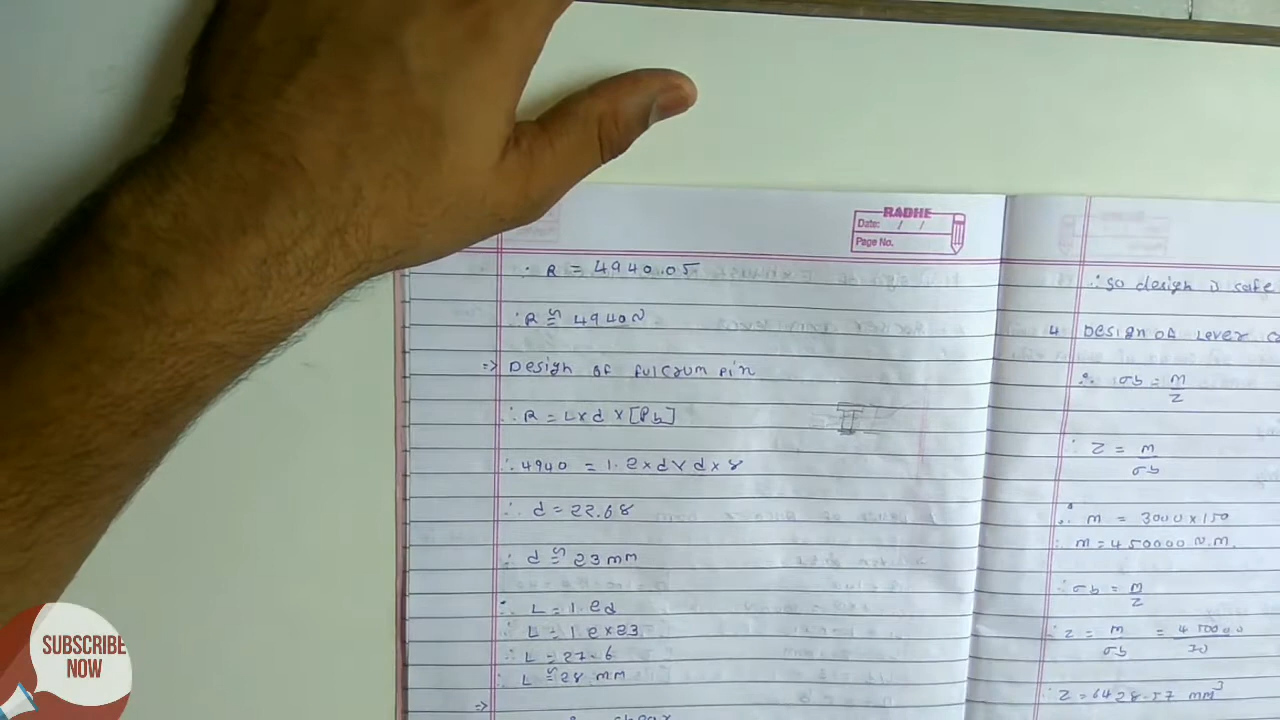 RADHE
Date: / /
Page No.
∴ R = 4940.05
∴ R ≅ 4940 N
=> Design of fulcrum pin
∴ R = L x d x [Pb]
∴ 4940 = 1.2 x d x d x 8
∴ d = 22.68
∴ d ≅ 23 mm
∴ L = 1.2d
∴ L = 1.2 x 23
∴ L = 27.6
∴ L ≅ 28 mm
=>
shear
∴ so design is safe
4 Design of Lever
∴ σb = M/Z
∴ Z = M/σb
∴ M = 3000 x 150
∴ M = 450000 N.M.
∴ σb = M/Z
∴ Z = M/σb = 450000/70
∴ Z = 6428.57 mm³
SUBSCRIBE
NOW